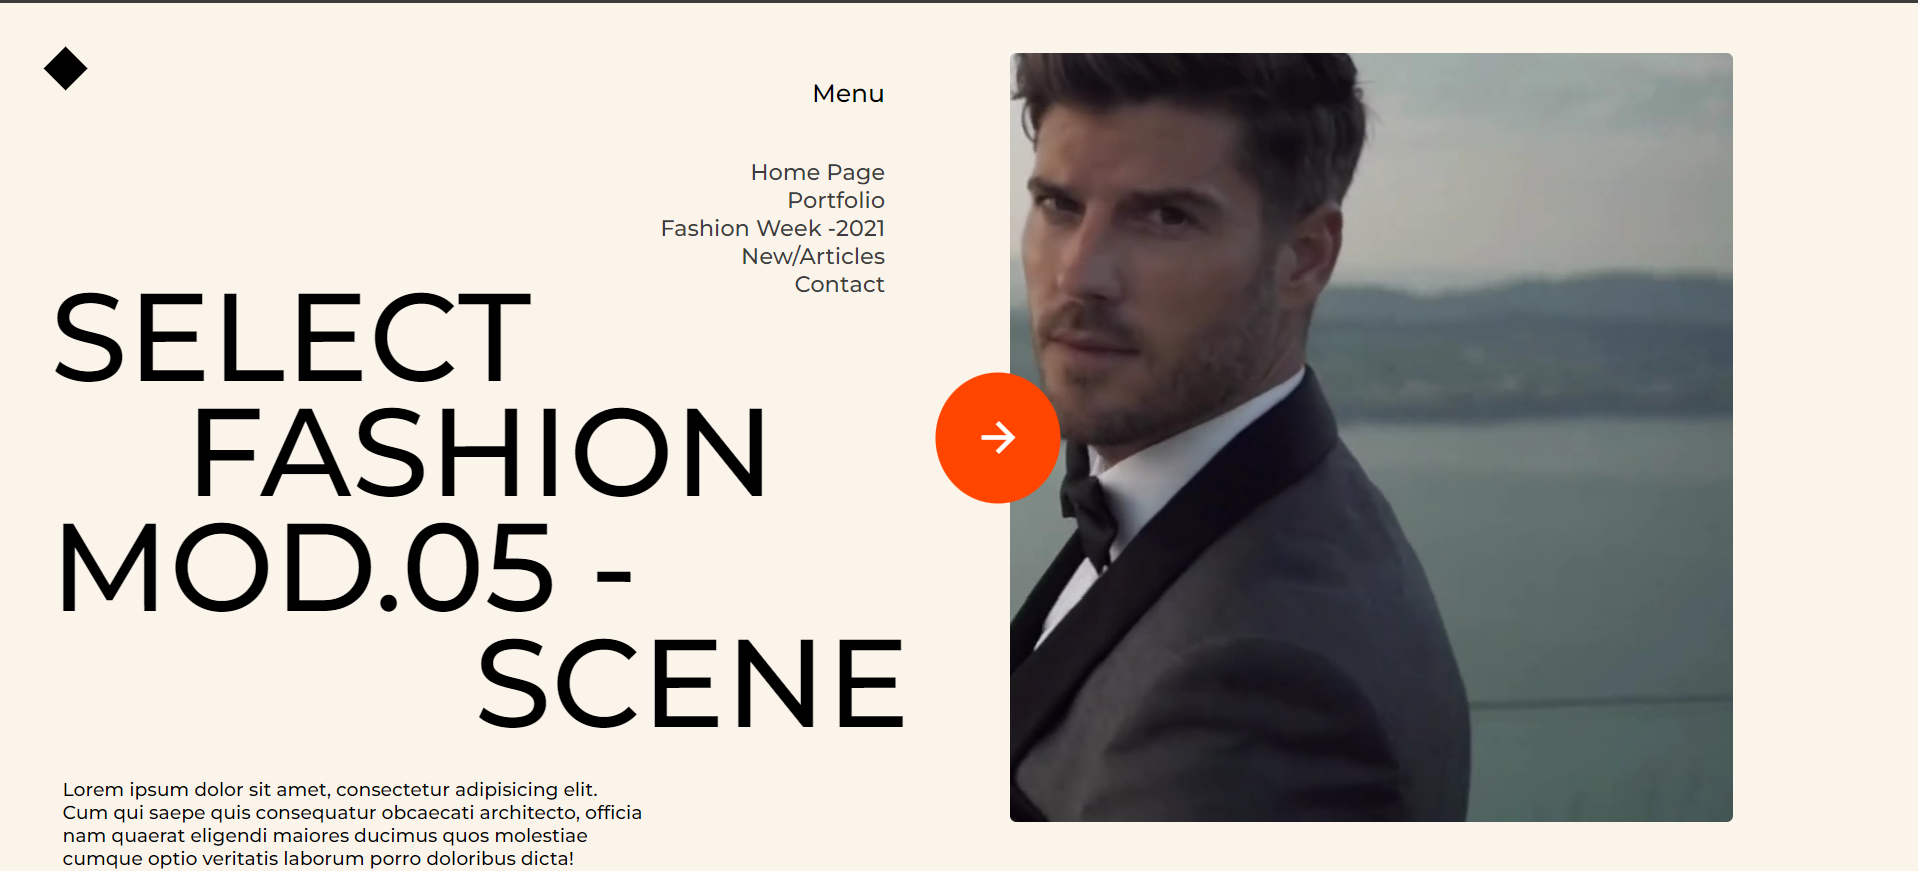 Menu
Home Page
Portfolio
Fashion Week -2021
New/Articles
Contact
SELECT
FASHION
MOD.05 -
SCENE
Lorem ipsum dolor sit amet, consectetur adipisicing elit.
Cum qui saepe quis consequatur obcaecati architecto, officia
nam quaerat eligendi maiores ducimus quos molestiae
cumque optio veritatis laborum porro doloribus dicta!